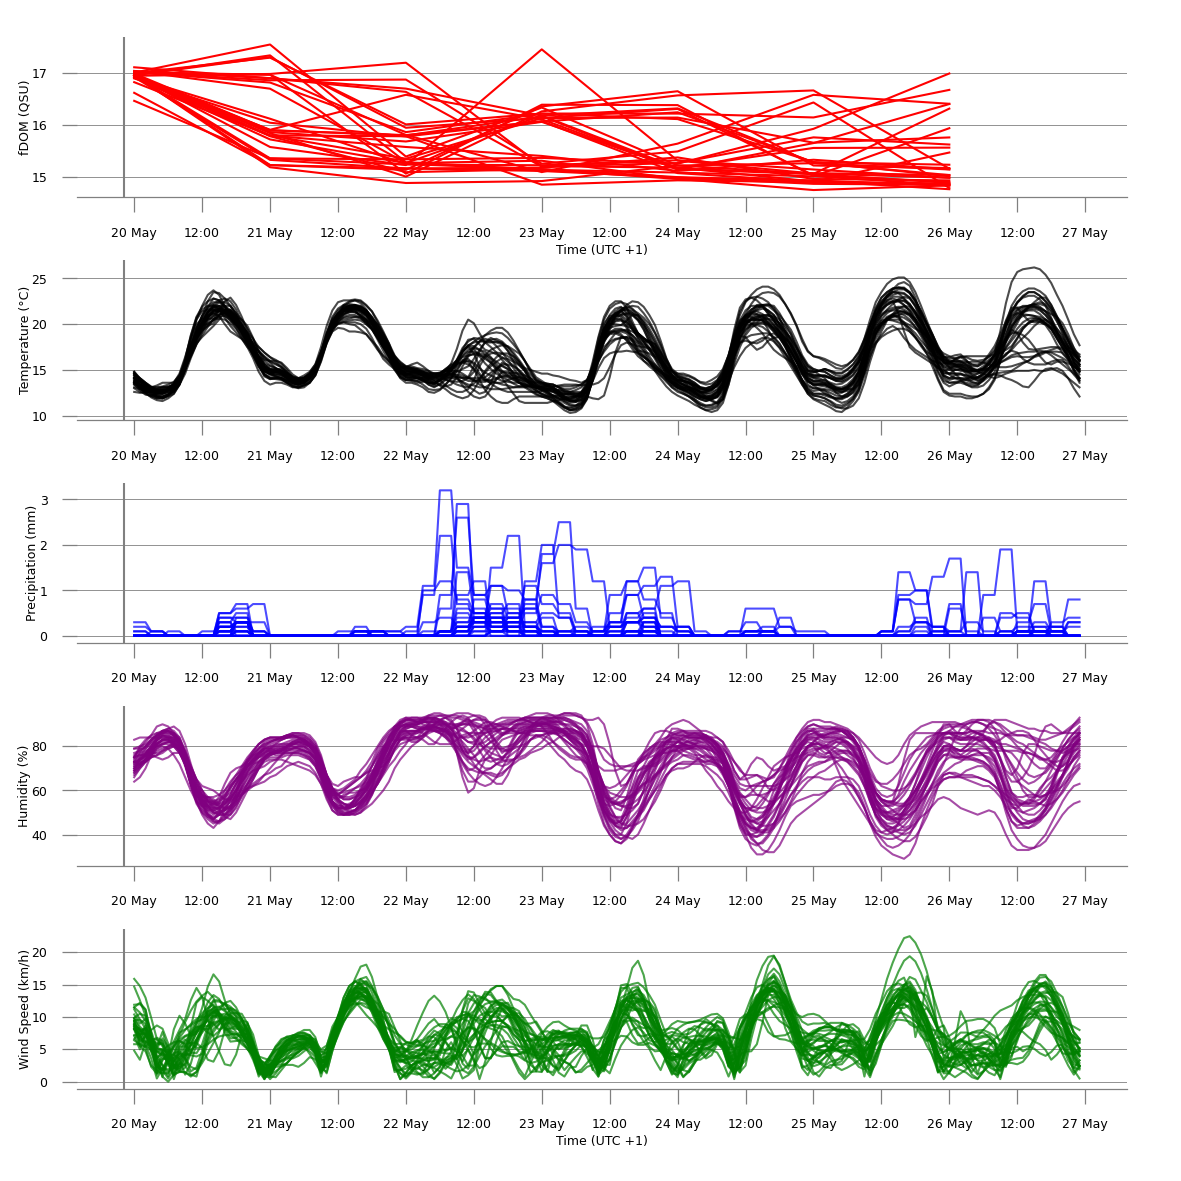 fDOM (QSU)
17
16
15
20 May 12:00 21 May 12:00 22 May 12:00 23 May 12:00 24 May 12:00 25 May 12:00 26 May 12:00 27 May
Time (UTC +1)
Temperature (°C)
25
20
15
10
20 May 12:00 21 May 12:00 22 May 12:00 23 May 12:00 24 May 12:00 25 May 12:00 26 May 12:00 27 May
Precipitation (mm)
3
2
1
0
20 May 12:00 21 May 12:00 22 May 12:00 23 May 12:00 24 May 12:00 25 May 12:00 26 May 12:00 27 May
Humidity (%)
80
60
40
20 May 12:00 21 May 12:00 22 May 12:00 23 May 12:00 24 May 12:00 25 May 12:00 26 May 12:00 27 May
Wind Speed (km/h)
20
15
10
5
0
20 May 12:00 21 May 12:00 22 May 12:00 23 May 12:00 24 May 12:00 25 May 12:00 26 May 12:00 27 May
Time (UTC +1)